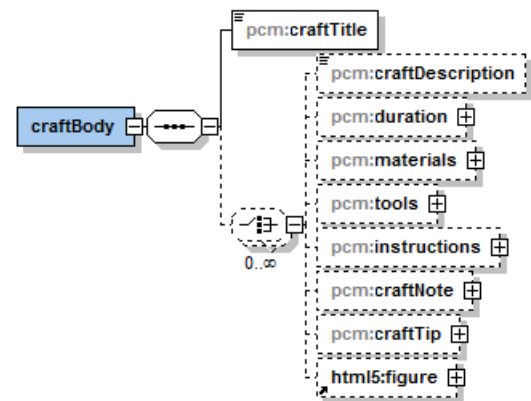 pcm:craftTitle
pcm:craftDescription
craftBody
pcm:duration
pcm:materials
pcm:tools
pcm:instructions
0..∞
pcm:craftNote
pcm:craftTip
html5:figure